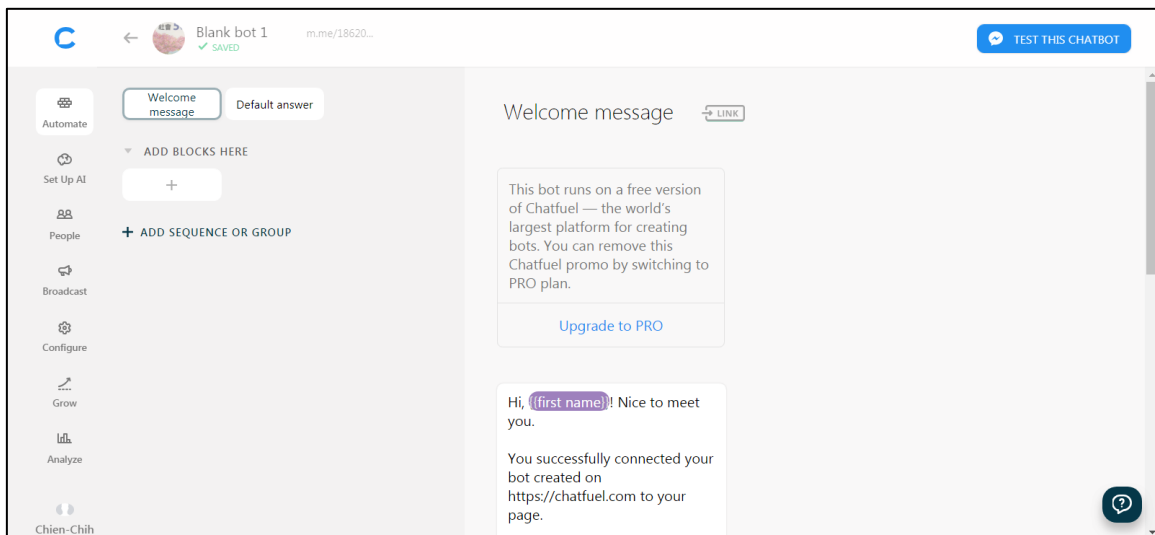 Blank bot 1
m.me/18620...
SAVED
TEST THIS CHATBOT
Automate
Set Up AI
People
Broadcast
Configure
Grow
Analyze
Chien-Chih
Welcome
message
Default answer
ADD BLOCKS HERE
+
+ ADD SEQUENCE OR GROUP
Welcome message
LINK
This bot runs on a free version
of Chatfuel — the world's
largest platform for creating
bots. You can remove this
Chatfuel promo by switching to
PRO plan.
Upgrade to PRO
Hi, {{first name}}! Nice to meet
you.
You successfully connected your
bot created on
https://chatfuel.com to your
page.